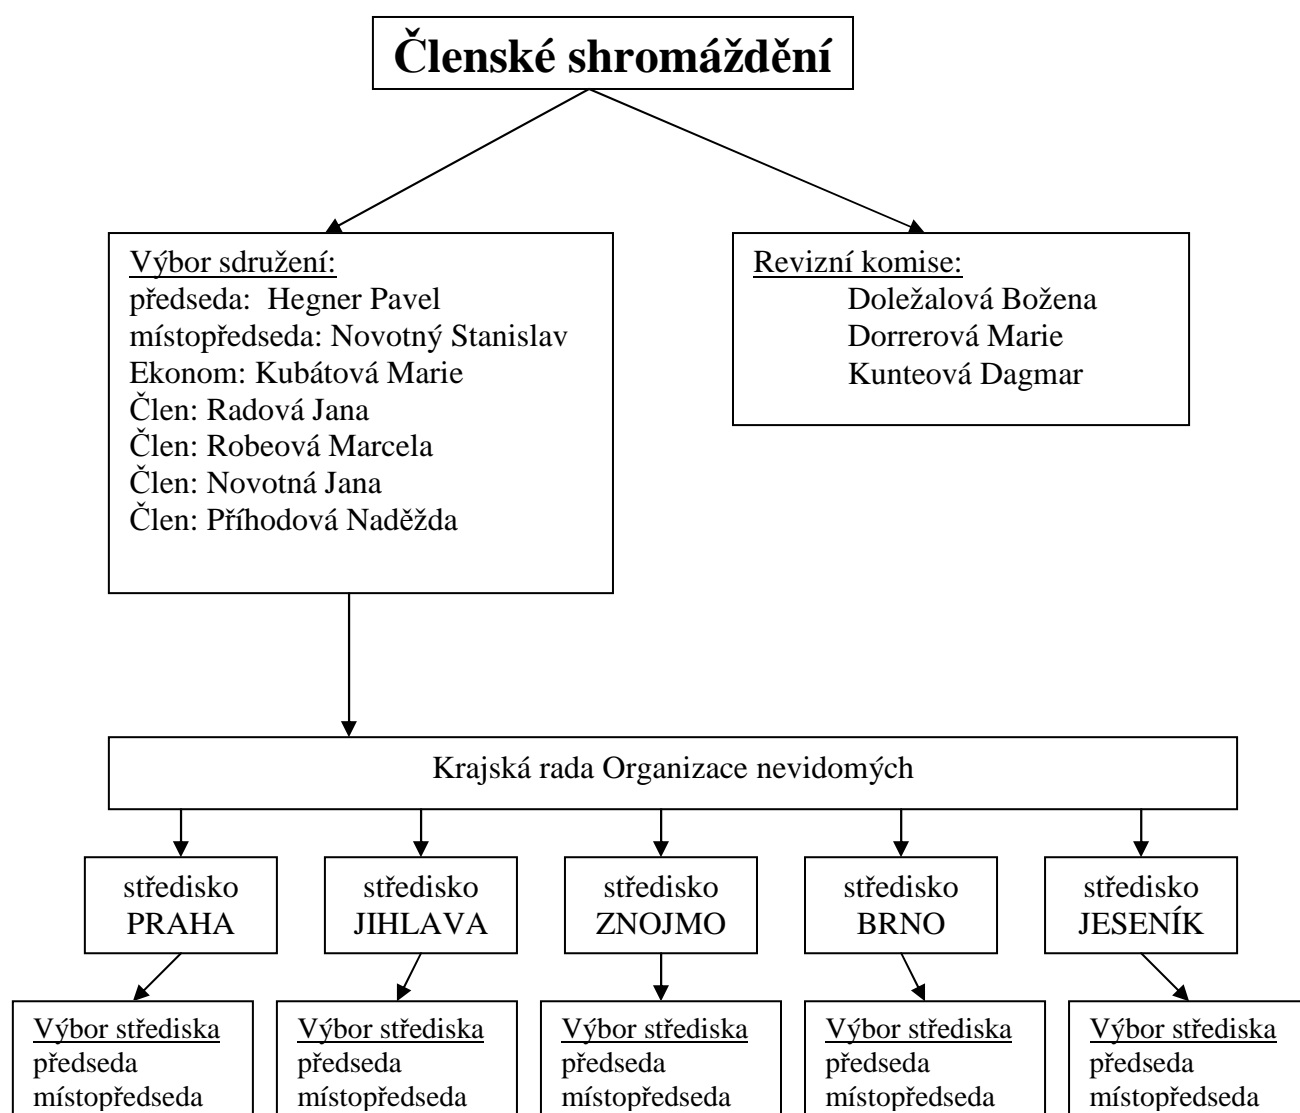 Členské shromáždění
Výbor sdružení:
předseda:  Hegner Pavel
místopředseda: Novotný Stanislav
Ekonom: Kubátová Marie
Člen: Radová Jana
Člen: Robeová Marcela
Člen: Novotná Jana
Člen: Příhodová Naděžda
Revizní komise:
Doležalová Božena
Dorrerová Marie
Kunteová Dagmar
Krajská rada Organizace nevidomých
středisko
PRAHA
středisko
JIHLAVA
středisko
ZNOJMO
středisko
BRNO
středisko
JESENÍK
Výbor střediska
předseda
místopředseda
Výbor střediska
předseda
místopředseda
Výbor střediska
předseda
místopředseda
Výbor střediska
předseda
místopředseda
Výbor střediska
předseda
místopředseda